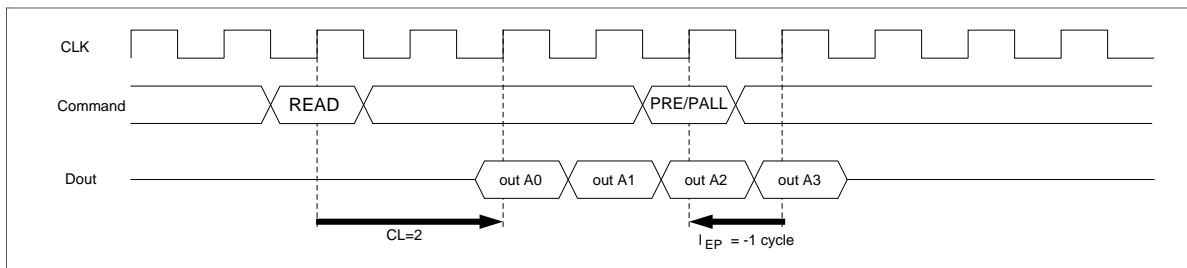 CLK
Command READ PRE/PALL
Dout out A0 out A1 out A2 out A3
CL=2 lEP = -1 cycle